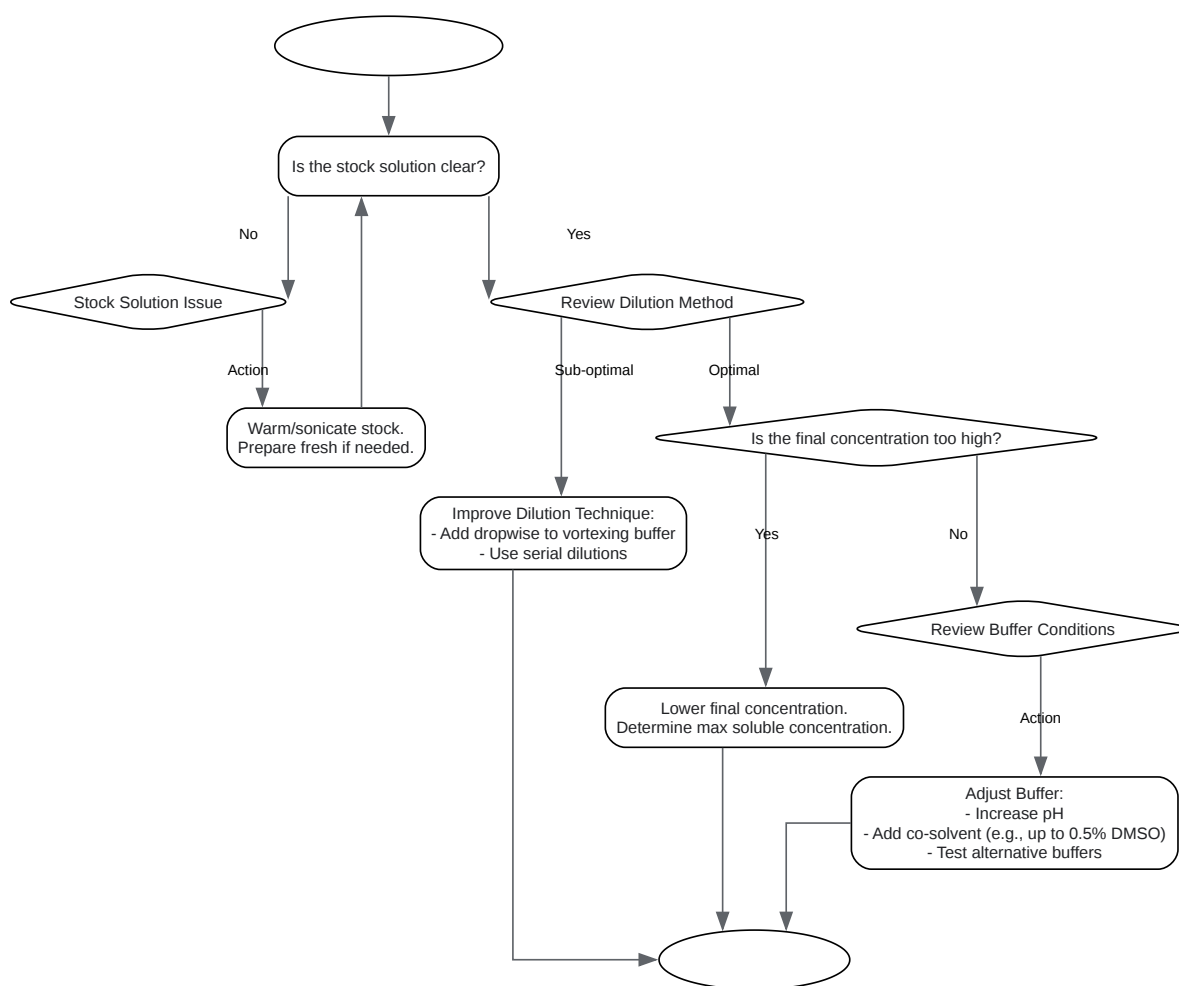 Is the stock solution clear?
No
Yes
Stock Solution Issue
Review Dilution Method
Action
Sub-optimal
Optimal
Warm/sonicate stock.
Prepare fresh if needed.
Is the final concentration too high?
Improve Dilution Technique:
- Add dropwise to vortexing buffer
- Use serial dilutions
Yes
No
Review Buffer Conditions
Lower final concentration.
Determine max soluble concentration.
Action
Adjust Buffer:
- Increase pH
- Add co-solvent (e.g., up to 0.5% DMSO)
- Test alternative buffers